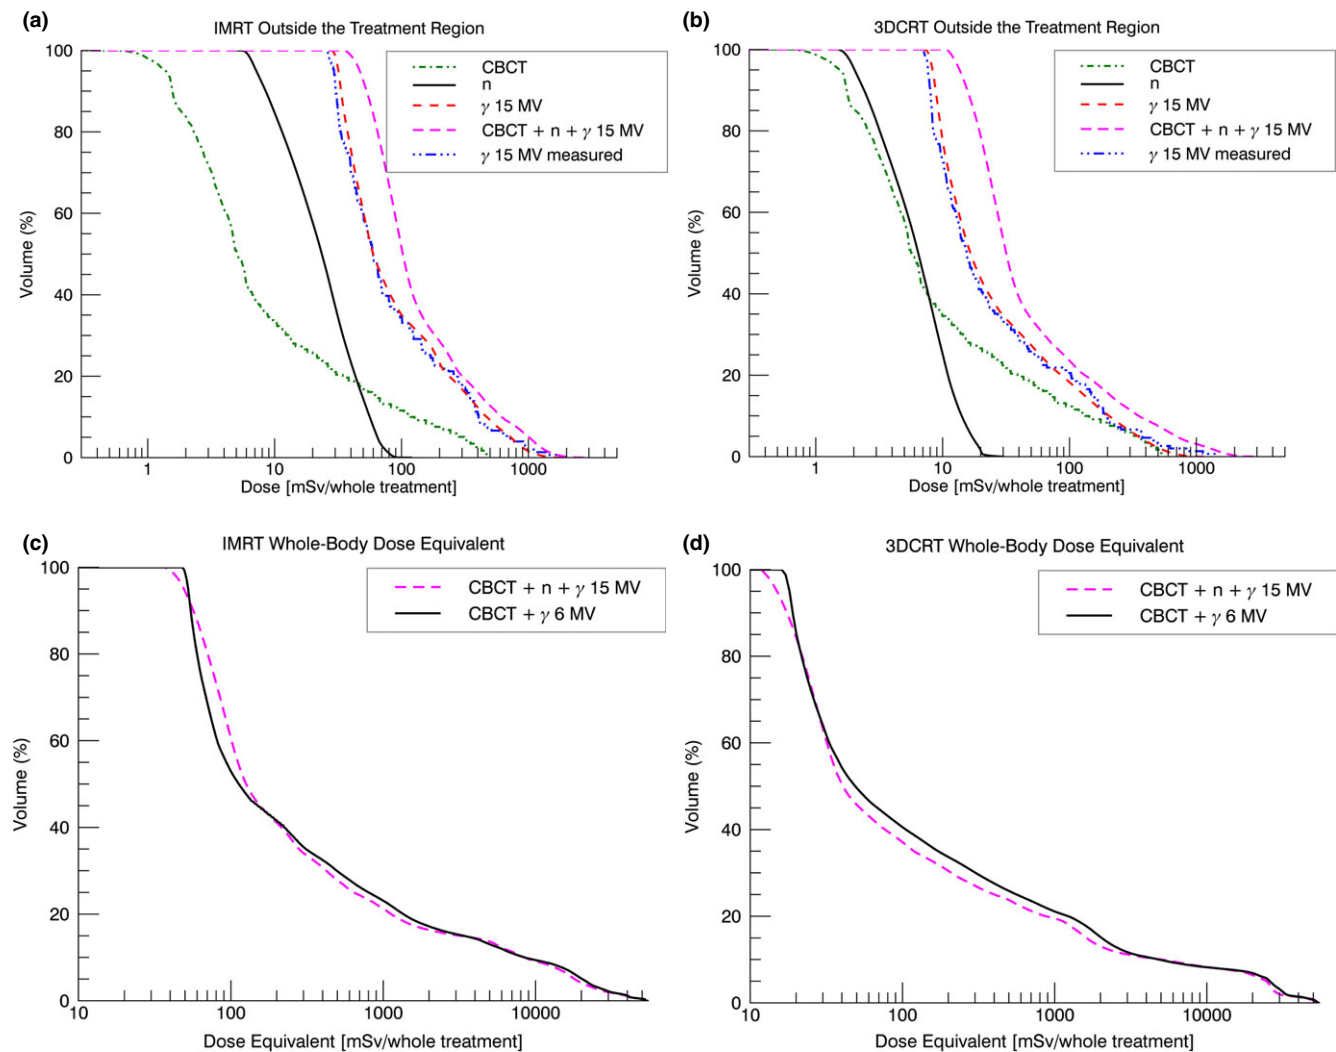 (a)
IMRT Outside the Treatment Region
100
80
60
40
20
0
Volume (%)
CBCT
n
γ 15 MV
CBCT + n + γ 15 MV
γ 15 MV measured
1
10
100
1000
Dose [mSv/whole treatment]
(b)
3DCRT Outside the Treatment Region
100
80
60
40
20
0
Volume (%)
CBCT
n
γ 15 MV
CBCT + n + γ 15 MV
γ 15 MV measured
1
10
100
1000
Dose [mSv/whole treatment]
(c)
IMRT Whole-Body Dose Equivalent
100
80
60
40
20
0
Volume (%)
CBCT + n + γ 15 MV
CBCT + γ 6 MV
10
100
1000
10000
Dose Equivalent [mSv/whole treatment]
(d)
3DCRT Whole-Body Dose Equivalent
100
80
60
40
20
0
Volume (%)
CBCT + n + γ 15 MV
CBCT + γ 6 MV
10
100
1000
10000
Dose Equivalent [mSv/whole treatment]